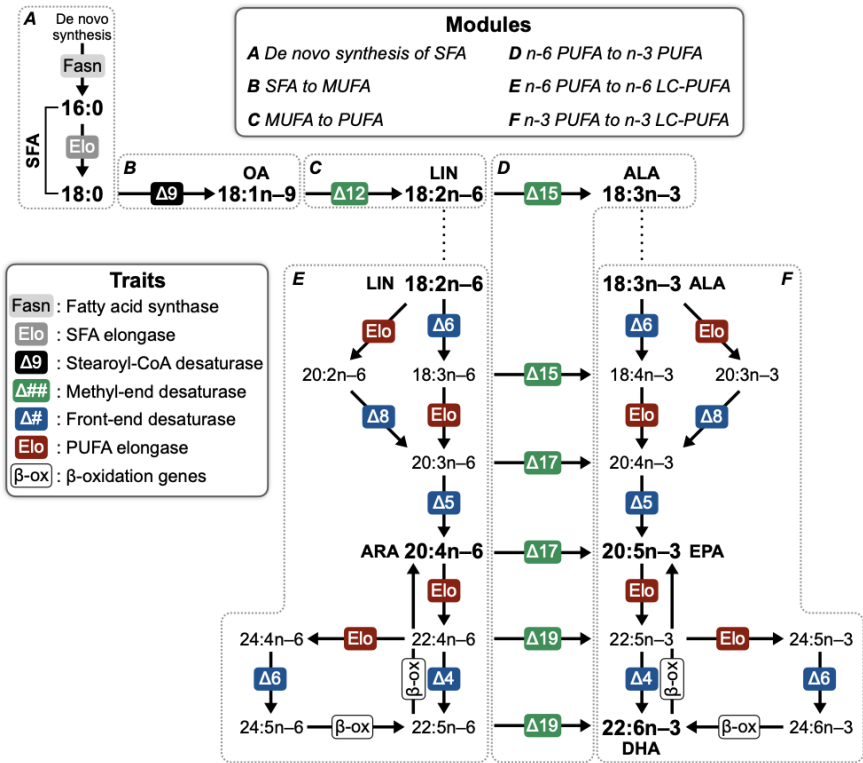 A
De novo
synthesis
Fasn
16:0
SFA
Elo
18:0
Modules
A De novo synthesis of SFA
D n-6 PUFA to n-3 PUFA
B SFA to MUFA
E n-6 PUFA to n-6 LC-PUFA
C MUFA to PUFA
F n-3 PUFA to n-3 LC-PUFA
B
OA
C
LIN
D
ALA
Δ9
18:1n–9
Δ12
18:2n–6
Δ15
18:3n–3
Traits
Fasn : Fatty acid synthase
Elo : SFA elongase
Δ9 : Stearoyl-CoA desaturase
Δ## : Methyl-end desaturase
Δ# : Front-end desaturase
Elo : PUFA elongase
β-ox : β-oxidation genes
E
F
LIN 18:2n–6
18:3n–3 ALA
Elo
Δ6
Δ6
Elo
20:2n–6
18:3n–6
Δ15
18:4n–3
20:3n–3
Δ8
Elo
Elo
Δ8
20:3n–6
Δ17
20:4n–3
Δ5
Δ5
ARA 20:4n–6
Δ17
20:5n–3 EPA
Elo
Elo
24:4n–6
Elo
22:4n–6
Δ19
22:5n–3
Elo
24:5n–3
Δ6
β-ox
Δ4
Δ4
β-ox
Δ6
24:5n–6
β-ox
22:5n–6
Δ19
22:6n–3
β-ox
24:6n–3
DHA